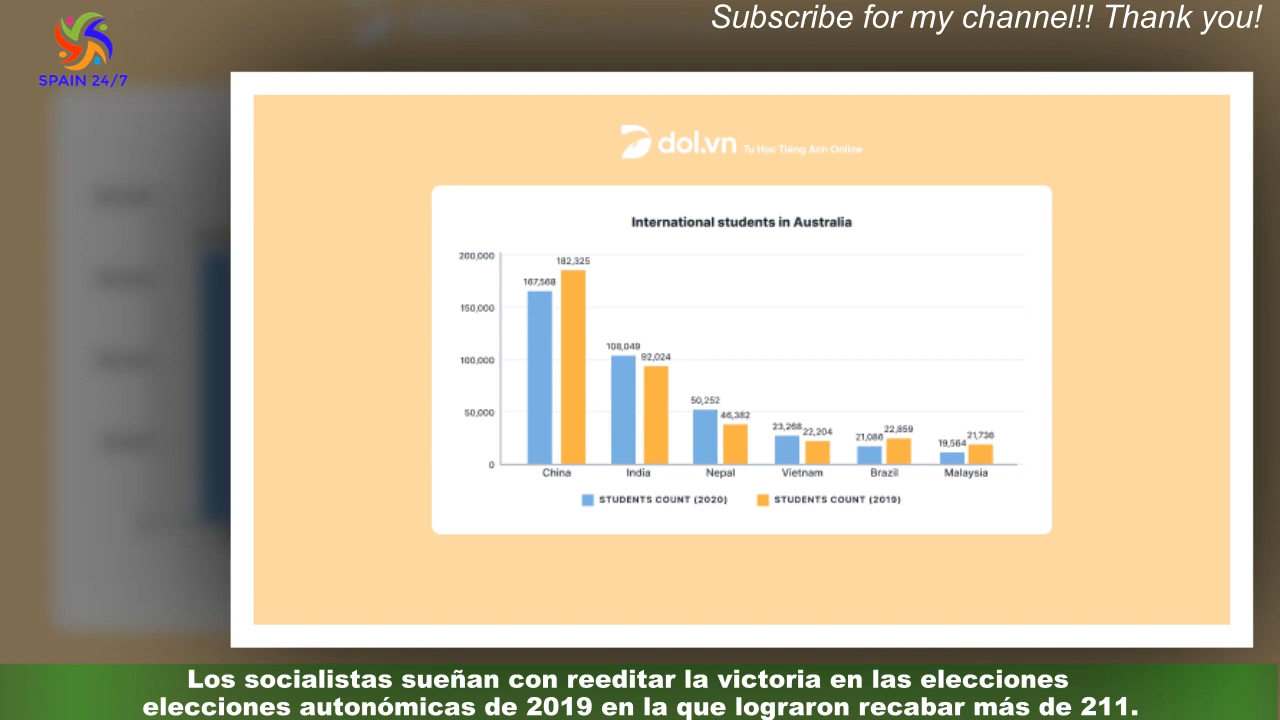 Subscribe for my channel!! Thank you!
SPAIN 24/7
dol.vn Tự Học Tiếng Anh Online
International students in Australia
200,000
150,000
100,000
50,000
0
167,568
182,325
108,049
92,024
50,252
46,382
23,268
22,204
21,086
22,859
19,564
21,736
China India Nepal Vietnam Brazil Malaysia
STUDENTS COUNT (2020) STUDENTS COUNT (2019)
Los socialistas sueñan con reeditar la victoria en las elecciones
elecciones autonómicas de 2019 en la que lograron recabar más de 211.